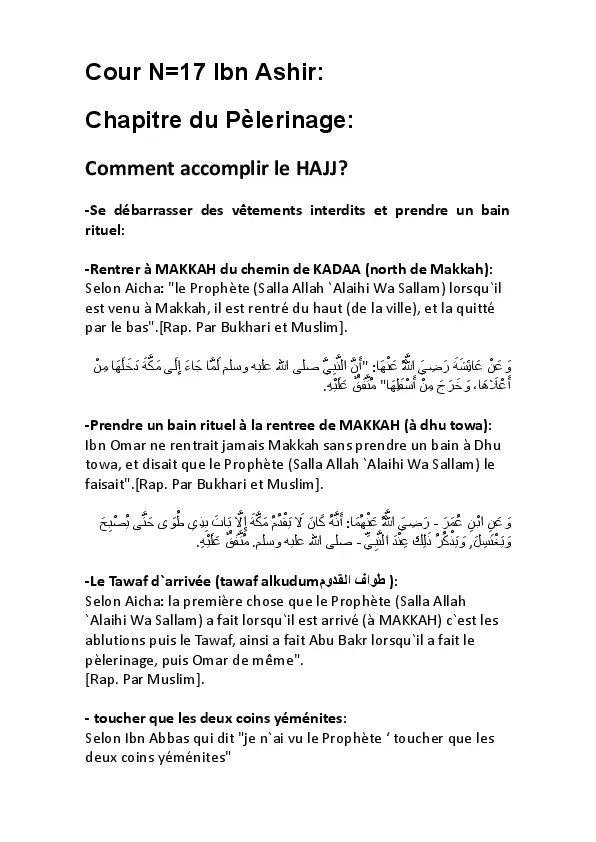 Cour N=17 Ibn Ashir:
Chapitre du Pèlerinage:
Comment accomplir le HAJJ?
-Se débarrasser des vêtements interdits et prendre un bain
rituel:
-Rentrer à MAKKAH du chemin de KADAA (north de Makkah):
Selon Aicha: "le Prophète (Salla Allah `Alaihi Wa Sallam) lorsqu`il
est venu à Makkah, il est rentré du haut (de la ville), et la quitté
par le bas".[Rap. Par Bukhari et Muslim].
وَعَنْ عَائِشَةَ رَضِيَ اللَّهُ عَنْهَا: "أَنَّ النَّبِيَّ صلى الله عليه وسلم لَمَّا جَاءَ إِلَى مَكَّةَ دَخَلَهَا مِنْ
أَعْلَاهَا، وَخَرَجَ مِنْ أَسْفَلِهَا" مُتَّفَقٌ عَلَيْهِ.
-Prendre un bain rituel à la rentree de MAKKAH (à dhu towa):
Ibn Omar ne rentrait jamais Makkah sans prendre un bain à Dhu
towa, et disait que le Prophète (Salla Allah `Alaihi Wa Sallam) le
faisait".[Rap. Par Bukhari et Muslim].
وَعَنِ ابْنِ عُمَرَ - رَضِيَ اللَّهُ عَنْهُمَا: أَنَّهُ كَانَ لَا يَقْدُمُ مَكَّةَ إِلَّا بَاتَ بِذِي طُوَى حَتَّى يُصْبِحَ
وَيَغْتَسِلَ, وَيَذْكُرُ ذَلِكَ عِنْدَ النَّبِيِّ - صلى الله عليه وسلم. مُتَّفَقٌ عَلَيْهِ.
-Le Tawaf d`arrivée (tawaf alkudumطواف القدوم ):
Selon Aicha: la première chose que le Prophète (Salla Allah
`Alaihi Wa Sallam) a fait lorsqu`il est arrivé (à MAKKAH) c`est les
ablutions puis le Tawaf, ainsi a fait Abu Bakr lorsqu`il a fait le
pèlerinage, puis Omar de même".
[Rap. Par Muslim].
- toucher que les deux coins yéménites:
Selon Ibn Abbas qui dit "je n`ai vu le Prophète ‘ toucher que les
deux coins yéménites"